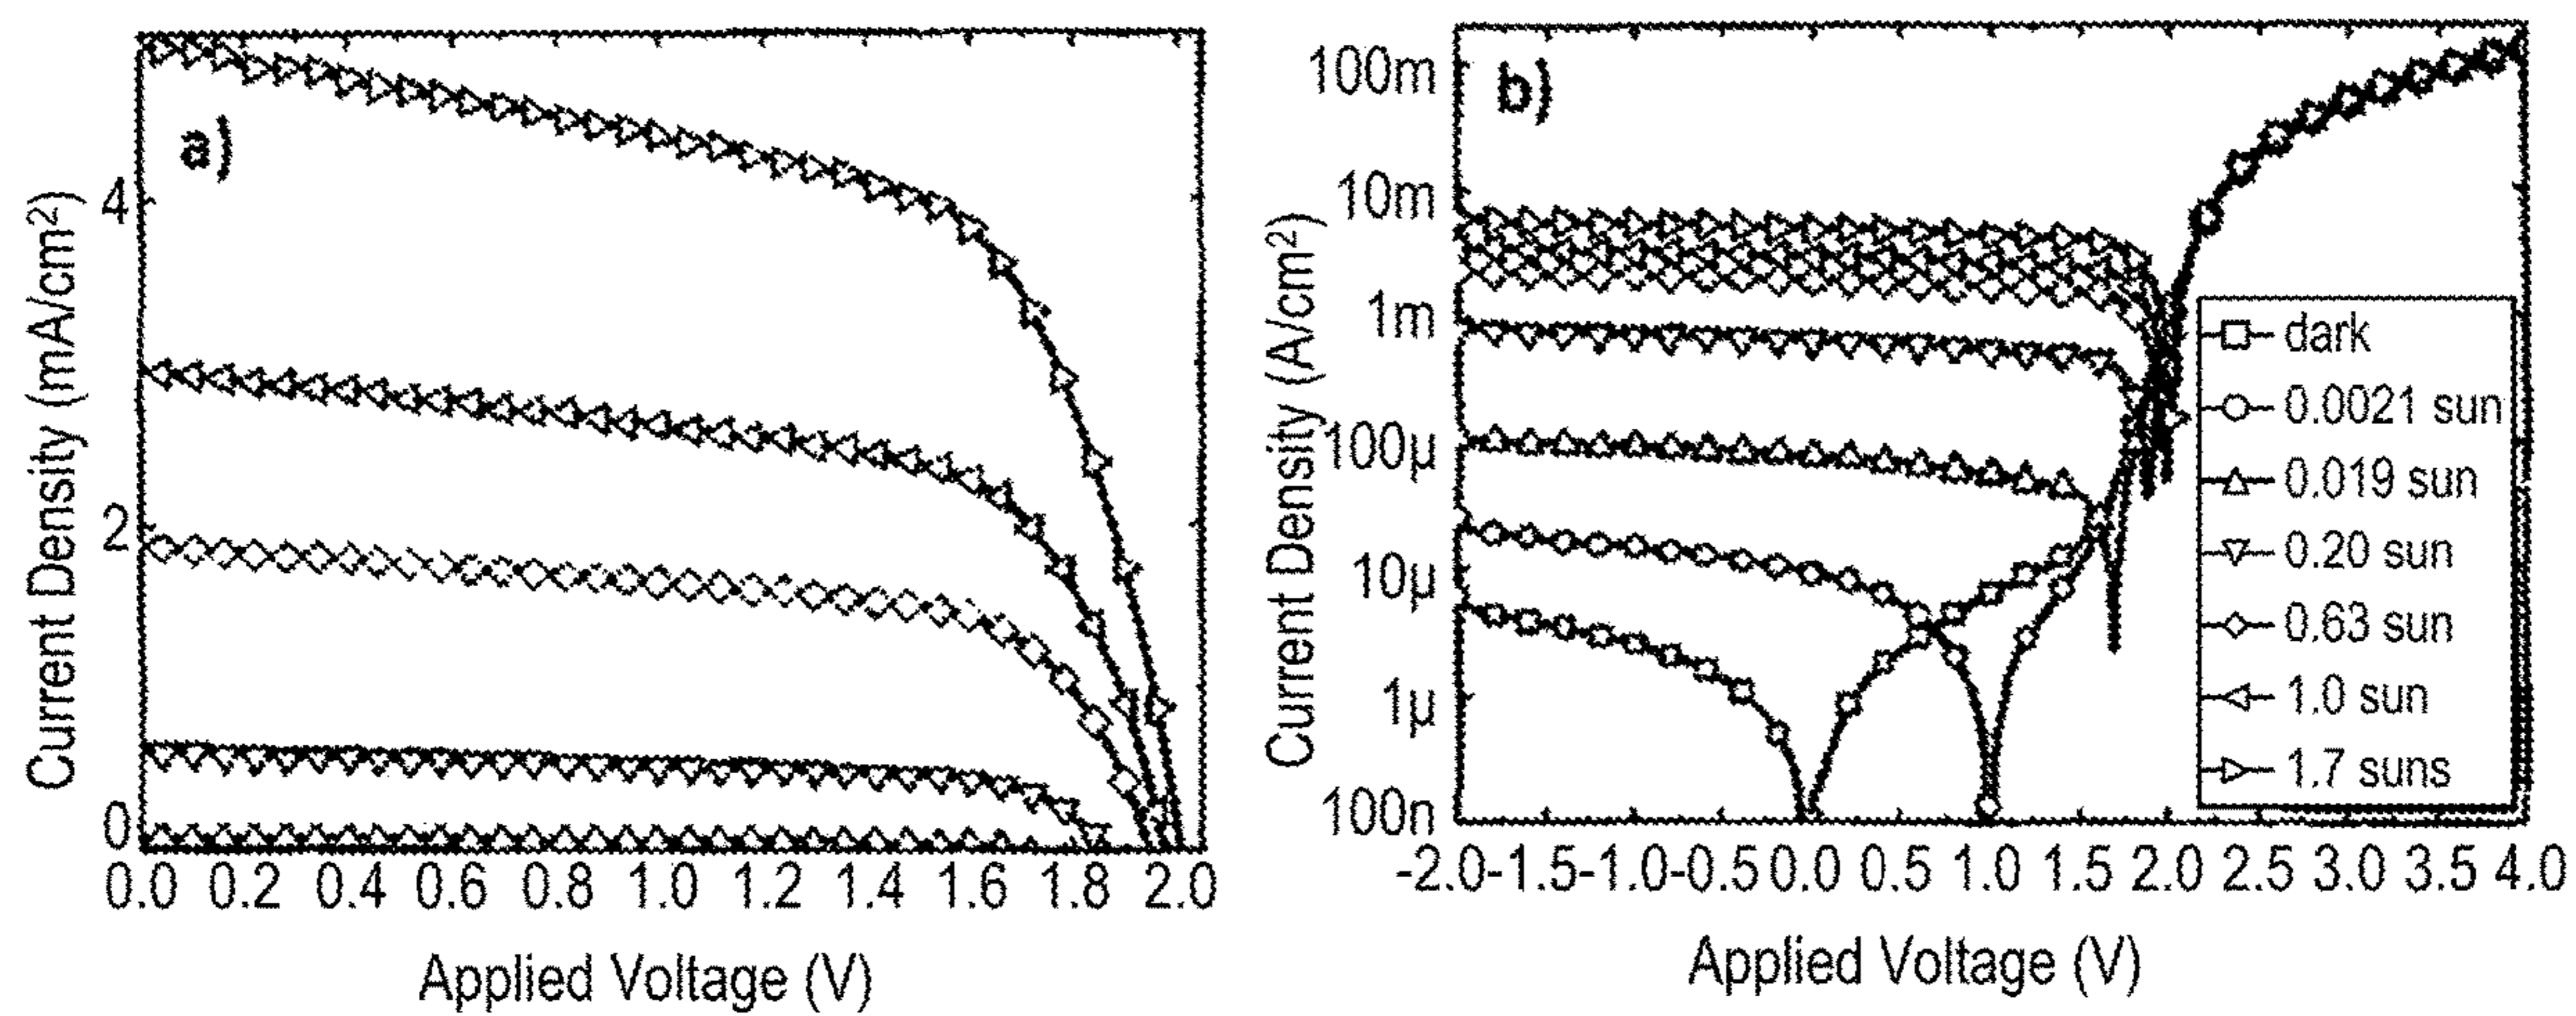 a)
4
2
0
Current Density (mA/cm²)
0.0 0.2 0.4 0.6 0.8 1.0 1.2 1.4 1.6 1.8 2.0
Applied Voltage (V)
b)
100m
10m
1m
100µ
10µ
1µ
100n
Current Density (A/cm²)
-2.0 -1.5 -1.0 -0.5 0.0 0.5 1.0 1.5 2.0 2.5 3.0 3.5 4.0
Applied Voltage (V)
dark
0.0021 sun
0.019 sun
0.20 sun
0.63 sun
1.0 sun
1.7 suns